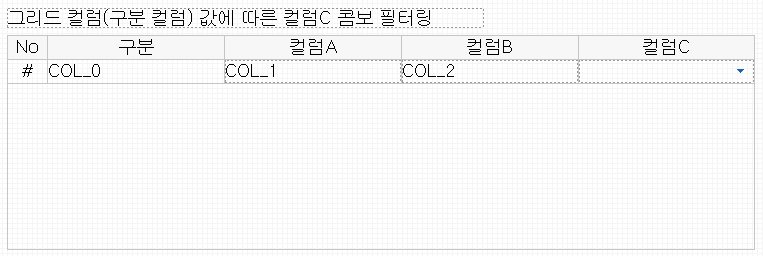 그리드 컬럼(구분 컬럼) 값에 따른 컬럼C 콤보 필터링
No 구분 컬럼A 컬럼B 컬럼C
# COL_0 COL_1 COL_2